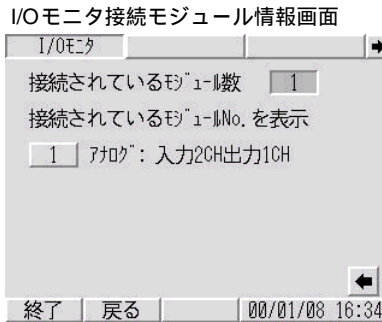 I/Oモニタ接続モジュール情報画面
I/Oﾓﾆﾀ
接続されているﾓｼﾞｭｰﾙ数 1
接続されているﾓｼﾞｭｰﾙNo.を表示
1 ｱﾅﾛｸﾞ: 入力2CH出力1CH
終了 戻る 00/01/08 16:34